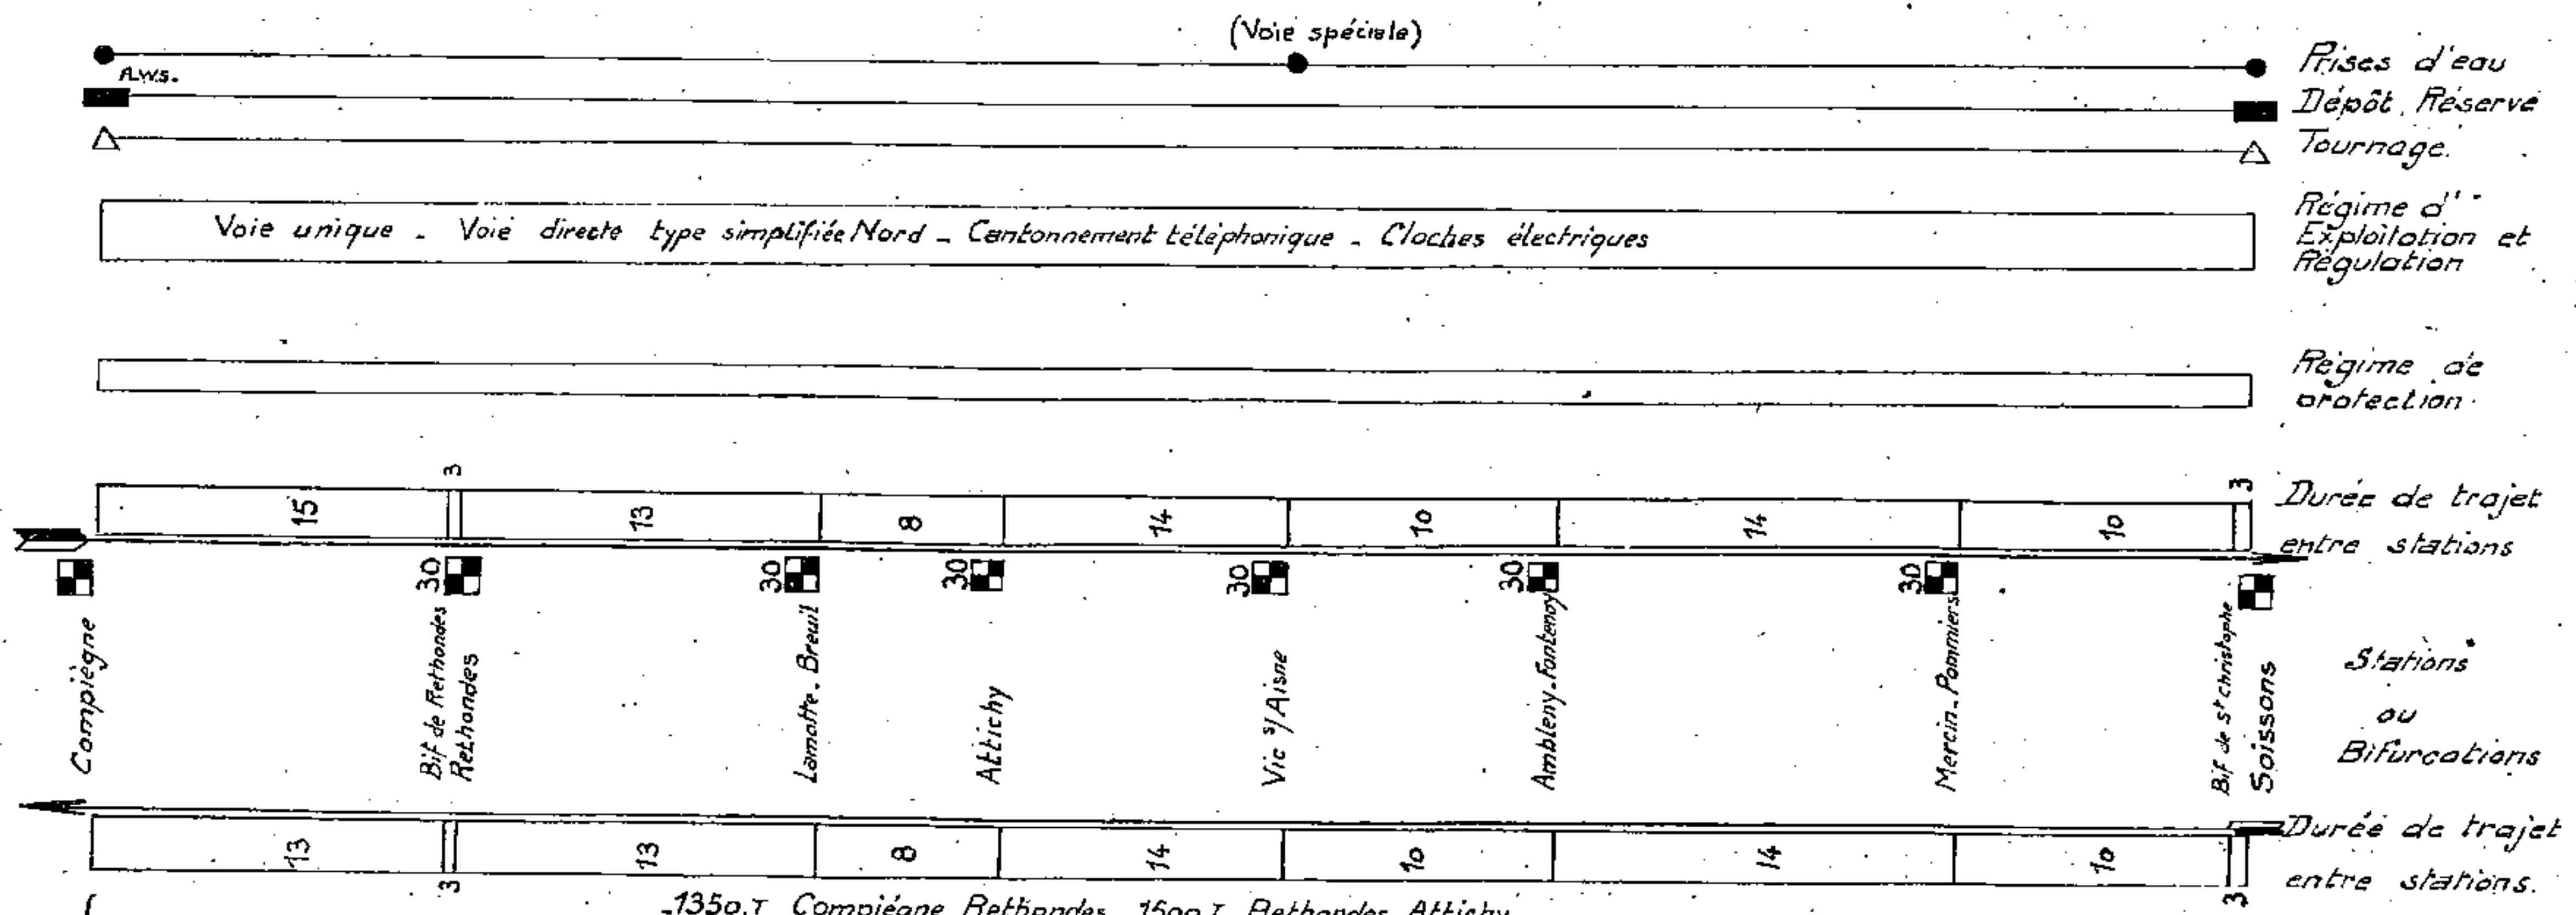 (Voie spéciale)
Prises d'eau
A.W.S.
Dépôt. Réserve
Tournage.
Régime d'
Exploitation et
Régulation
Voie unique - Voie directe type simplifiée Nord - Cantonnement téléphonique - Cloches électriques
Régime de
protection
15 3 13 8 14 10 14 10 3
Durée de trajet
entre stations
30 30 30 30 30 30
Compiègne
Bif de Rethondes
Rethondes
Lamotte - Breuil
Attichy
Vic s/Aisne
Ambleny-Fontenoy
Mercin-Pommiers
Bif de St christophe
Soissons
Stations
ou
Bifurcations
13 3 13 8 14 10 14 10 3
Durée de trajet
entre stations.
-1350.T Compiégne Rethondes 1500 T Rethondes Attichy